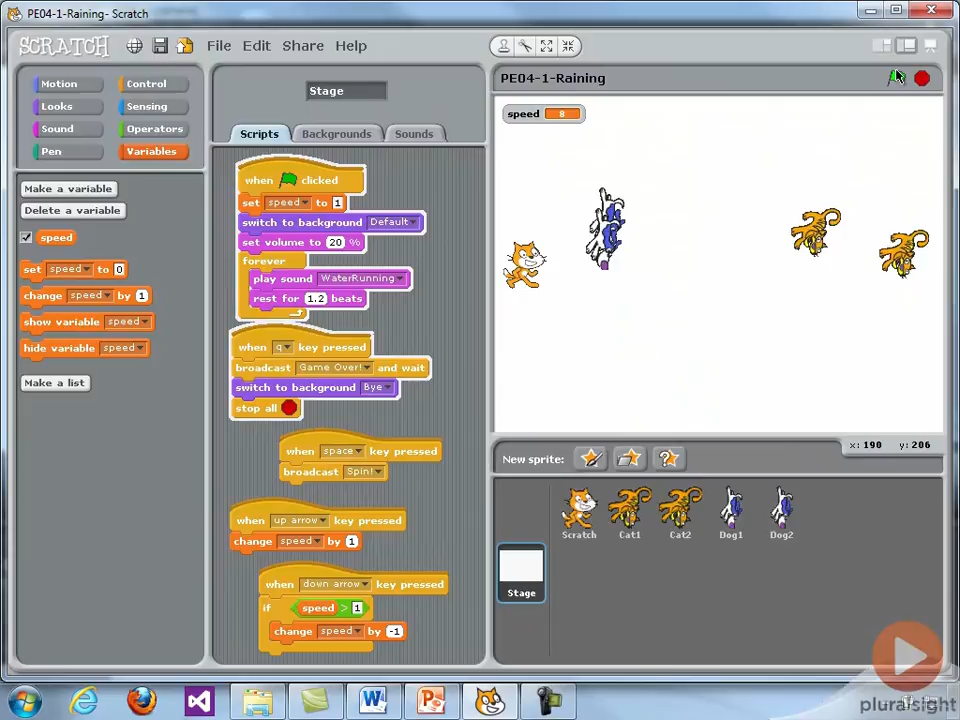 PE04-1-Raining- Scratch
SCRATCH File Edit Share Help
Motion Control
Looks Sensing
Sound Operators
Pen Variables
Make a variable
Delete a variable
speed
set speed to 0
change speed by 1
show variable speed
hide variable speed
Make a list
Stage
Scripts Backgrounds Sounds
when clicked
set speed to 1
switch to background Default
set volume to 20 %
forever
play sound WaterRunning
rest for 1.2 beats
when q key pressed
broadcast Game Over! and wait
switch to background Bye
stop all
when space key pressed
broadcast Spin!
when up arrow key pressed
change speed by 1
when down arrow key pressed
if speed > 1
change speed by -1
PE04-1-Raining
speed 8
x: 190 y: 206
New sprite:
Scratch Cat1 Cat2 Dog1 Dog2
Stage
pluralsight